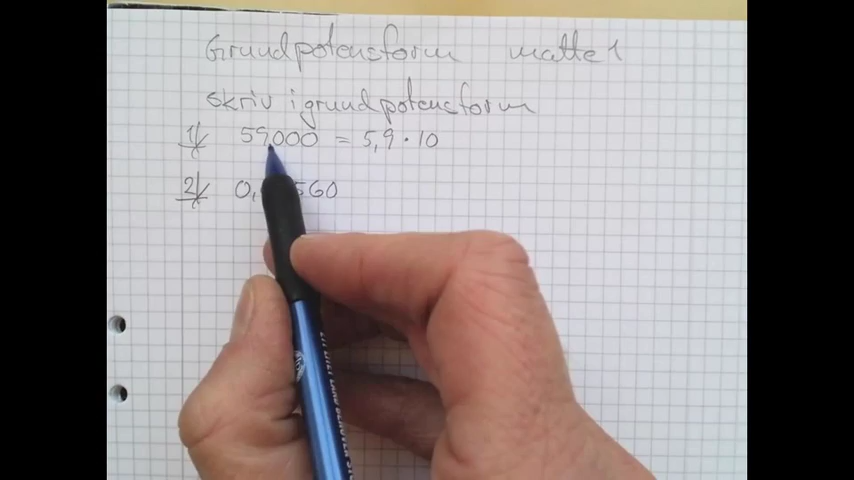 Grundpotensform matte 1
skriv i grundpotensform
1/ 59000 = 5,9 · 10
2/ 0, 560